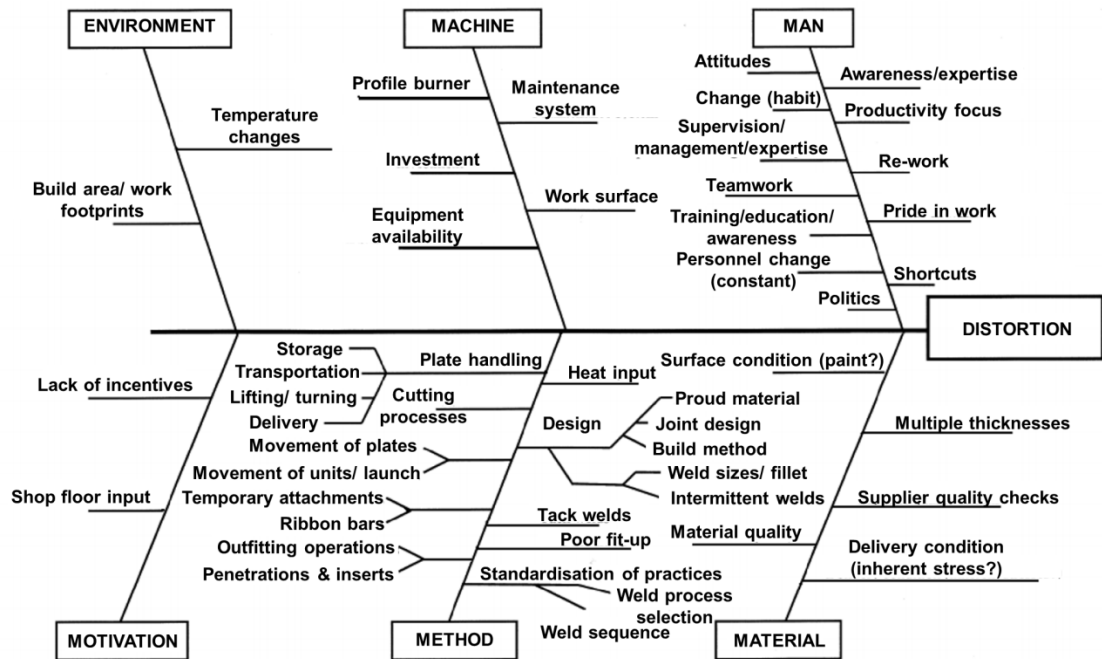 ENVIRONMENT
MACHINE
MAN
Temperature
changes
Build area/ work
footprints
Profile burner
Maintenance
system
Investment
Work surface
Equipment
availability
Attitudes
Awareness/expertise
Change (habit)
Productivity focus
Supervision/
management/expertise
Re-work
Teamwork
Pride in work
Training/education/
awareness
Personnel change
(constant)
Shortcuts
Politics
DISTORTION
Lack of incentives
Shop floor input
Storage
Transportation
Lifting/ turning
Delivery
Plate handling
Heat input
Cutting
processes
Design
Proud material
Joint design
Build method
Weld sizes/ fillet
Intermittent welds
Movement of plates
Movement of units/ launch
Temporary attachments
Ribbon bars
Tack welds
Poor fit-up
Outfitting operations
Penetrations & inserts
Standardisation of practices
Weld process
selection
Weld sequence
Surface condition (paint?)
Multiple thicknesses
Supplier quality checks
Material quality
Delivery condition
(inherent stress?)
MOTIVATION
METHOD
MATERIAL